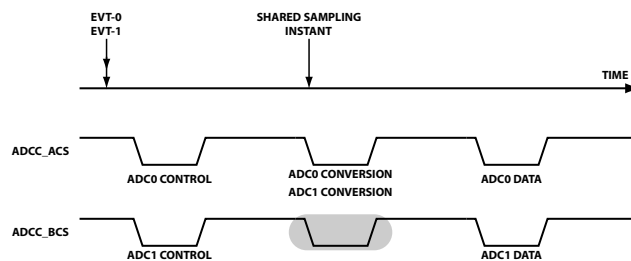 EVT-0
EVT-1
SHARED SAMPLING
INSTANT
TIME
ADCC_ACS
ADC0 CONTROL
ADC0 CONVERSION
ADC1 CONVERSION
ADC0 DATA
ADCC_BCS
ADC1 CONTROL
ADC1 DATA